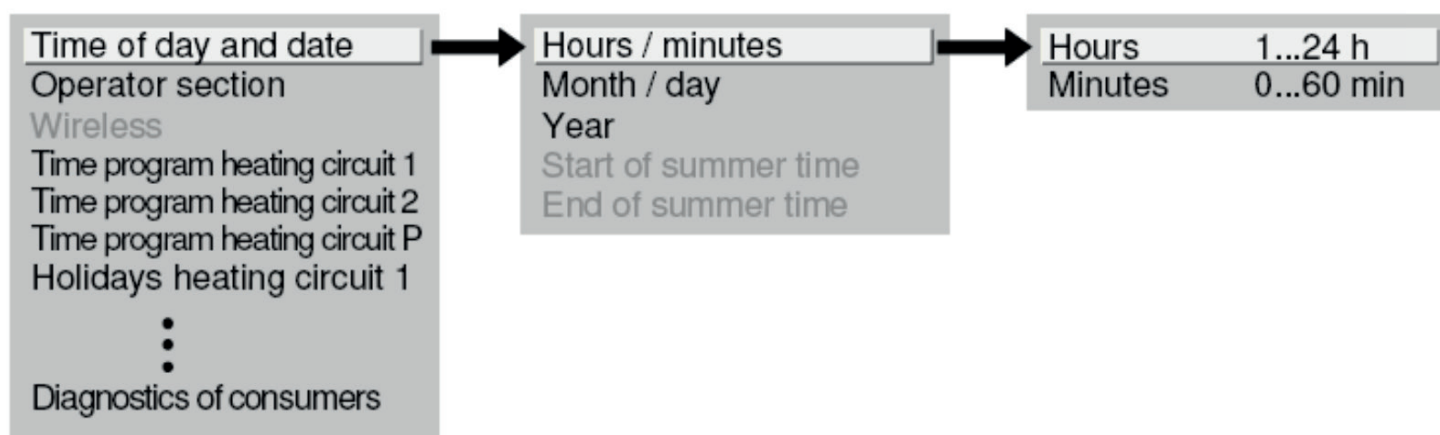 Time of day and date
Operator section
Wireless
Time program heating circuit 1
Time program heating circuit 2
Time program heating circuit P
Holidays heating circuit 1
Diagnostics of consumers
Hours / minutes
Month / day
Year
Start of summer time
End of summer time
Hours 1...24 h
Minutes 0...60 min